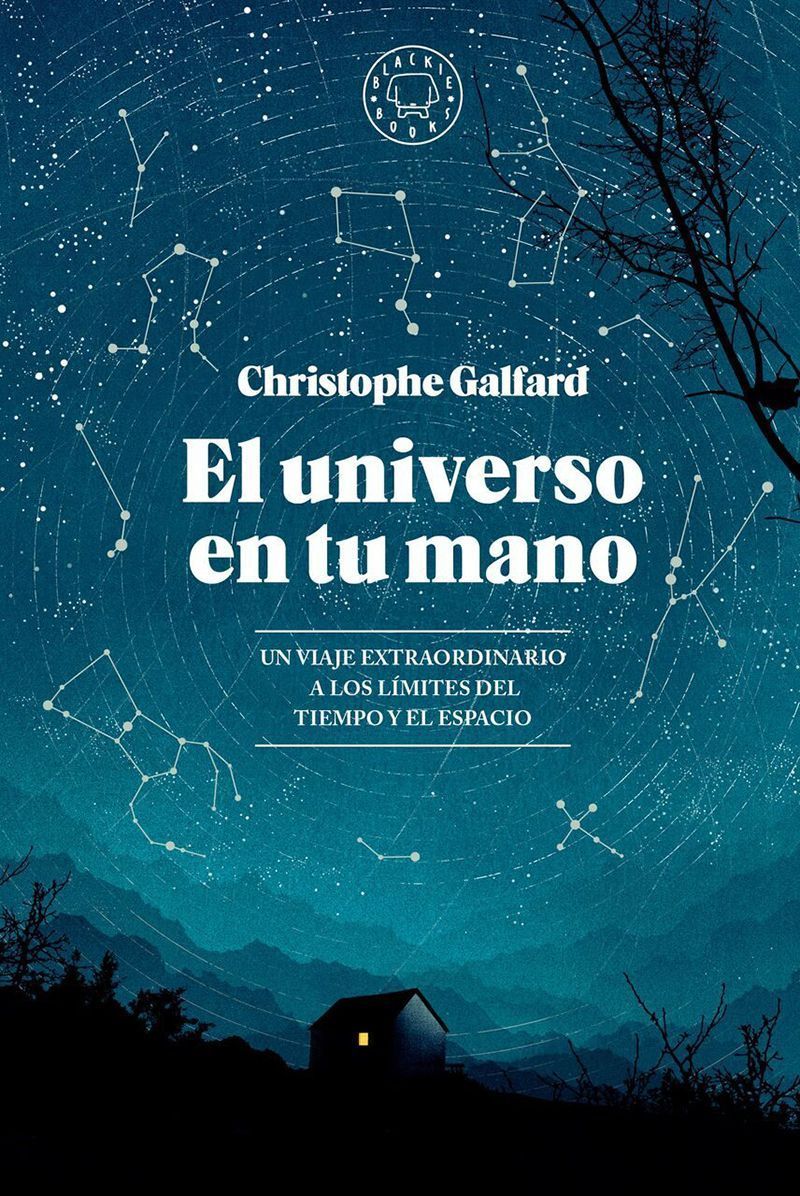 BLACKIE
BOOKS
Christophe Galfard
El universo
en tu mano
UN VIAJE EXTRAORDINARIO
A LOS LÍMITES DEL
TIEMPO Y EL ESPACIO